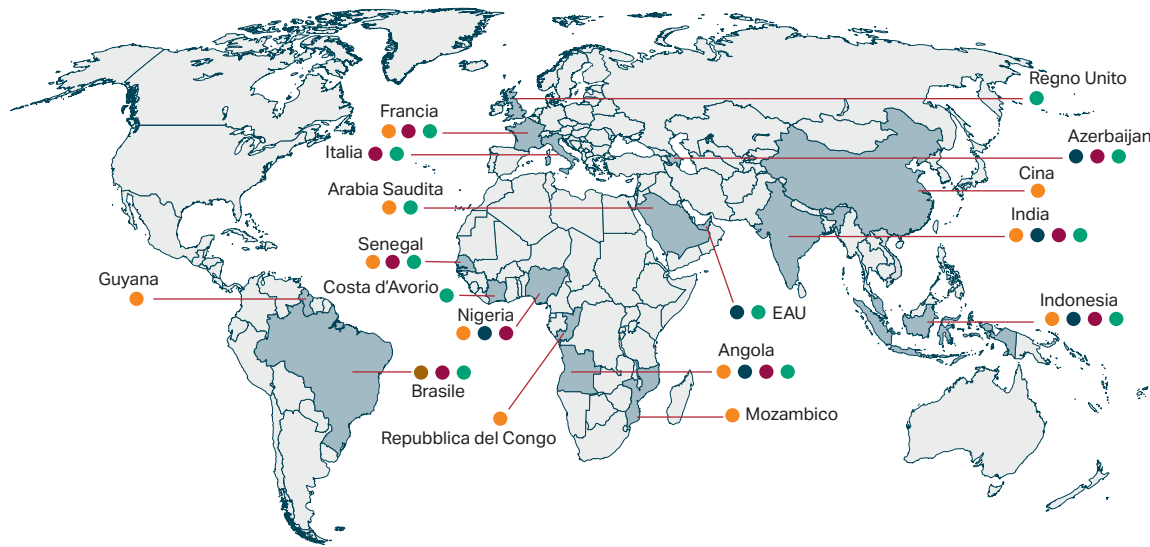 Regno Unito
Francia
Azerbaijan
Italia
Cina
Arabia Saudita
India
Senegal
Guyana
Costa d'Avorio
Indonesia
Nigeria
EAU
Angola
Brasile
Mozambico
Repubblica del Congo